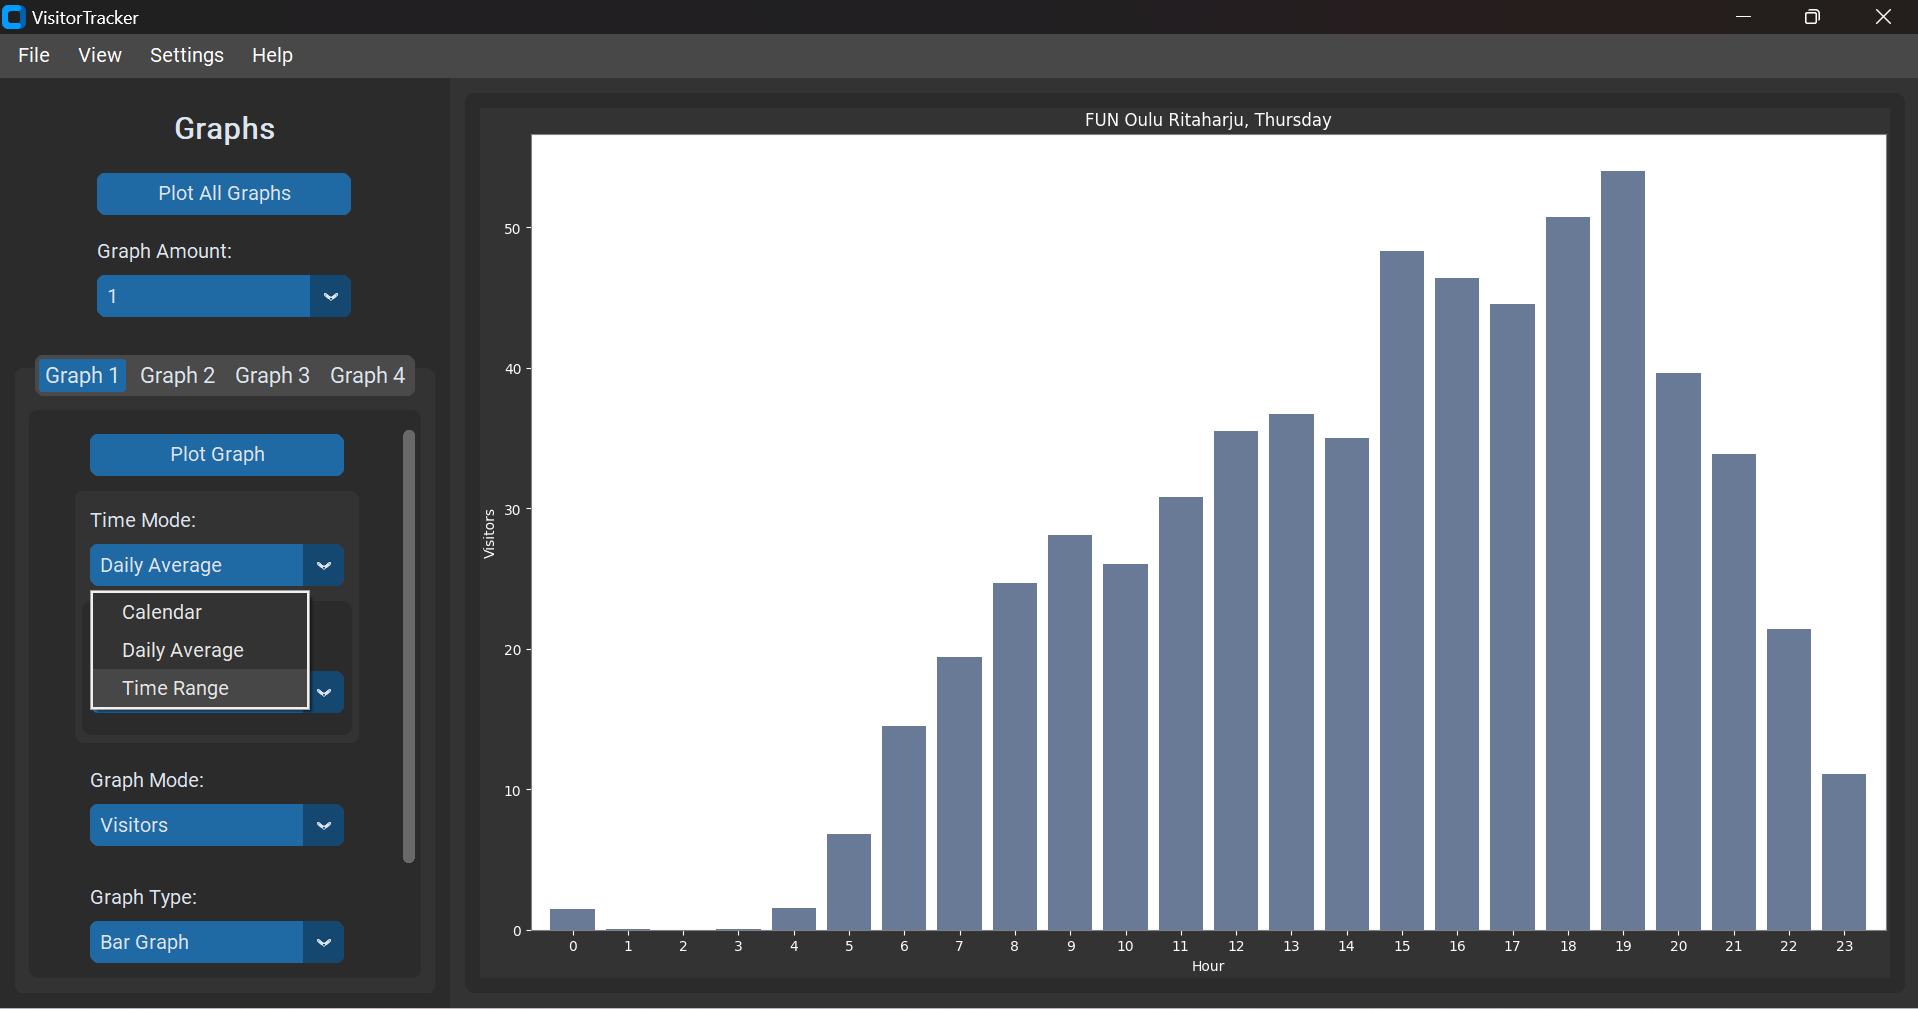 VisitorTracker
File View Settings Help
Graphs
Plot All Graphs
Graph Amount:
1
Graph 1 Graph 2 Graph 3 Graph 4
Plot Graph
Time Mode:
Daily Average
Calendar
Daily Average
Time Range
Graph Mode:
Visitors
Graph Type:
Bar Graph
FUN Oulu Ritaharju, Thursday
50
40
30
20
10
0
Visitors
0 1 2 3 4 5 6 7 8 9 10 11 12 13 14 15 16 17 18 19 20 21 22 23
Hour